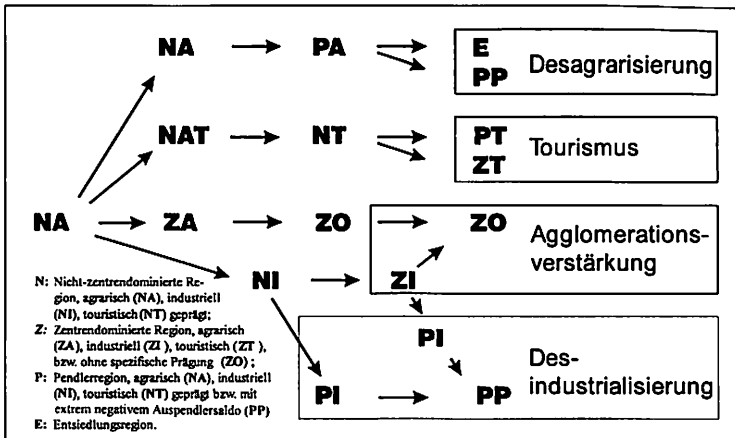 NA PA E Desagrarisierung
PP
NAT NT PT Tourismus
ZT
NA ZA ZO ZO
Agglomerations-
verstärkung
NI ZI
N: Nicht-zentrendominierte Re-
gion, agrarisch (NA), industriell
(NI), touristisch (NT) geprägt;
Z: Zentrendominierte Region, agrarisch
(ZA), industriell (ZI), touristisch (ZT),
bzw. ohne spezifische Prägung (ZO);
P: Pendlerregion, agrarisch (NA), industriell
(NI), touristisch (NT) geprägt bzw. mit
extrem negativem Auspendlersaldo (PP)
E: Entsiedlungsregion.
PI
Des-
industrialisierung
PI PP